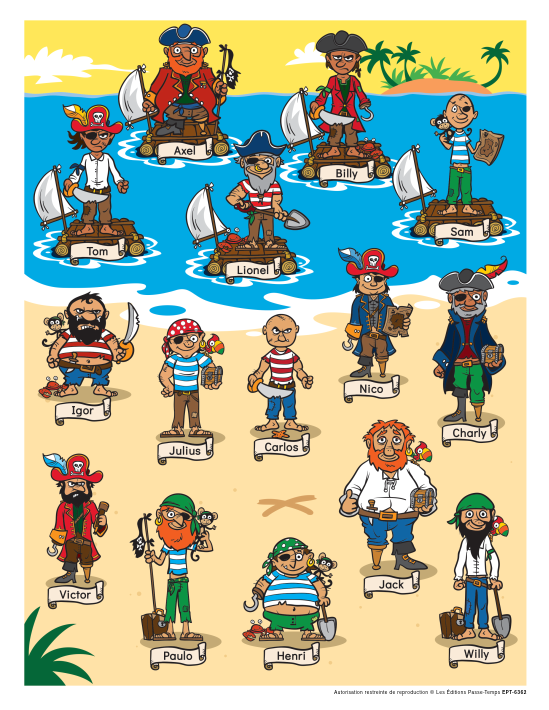 Axel
Billy
Tom
Lionel
Sam
Igor
Julius
Carlos
Nico
Charly
Victor
Paulo
Henri
Jack
Willy
Autorisation restreinte de reproduction © Les Éditions Passe-Temps EPT-6362